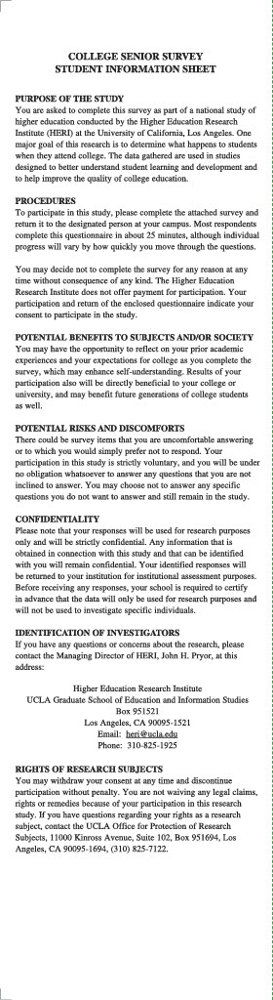 COLLEGE SENIOR SURVEY
STUDENT INFORMATION SHEET
PURPOSE OF THE STUDY
You are asked to complete this survey as part of a national study of
higher education conducted by the Higher Education Research
Institute (HERI) at the University of California, Los Angeles. One
major goal of this research is to determine what happens to students
when they attend college. The data gathered are used in studies
designed to better understand student learning and development and
to help improve the quality of college education.
PROCEDURES
To participate in this study, please complete the attached survey and
return it to the designated person at your campus. Most respondents
complete this questionnaire in about 25 minutes, although individual
progress will vary by how quickly you move through the questions.
You may decide not to complete the survey for any reason at any
time without consequence of any kind. The Higher Education
Research Institute does not offer payment for participation. Your
participation and return of the enclosed questionnaire indicate your
consent to participate in the study.
POTENTIAL BENEFITS TO SUBJECTS AND/OR SOCIETY
You may have the opportunity to reflect on your prior academic
experiences and your expectations for college as you complete the
survey, which may enhance self-understanding. Results of your
participation also will be directly beneficial to your college or
university, and may benefit future generations of college students
as well.
POTENTIAL RISKS AND DISCOMFORTS
There could be survey items that you are uncomfortable answering
or to which you would simply prefer not to respond. Your
participation in this study is strictly voluntary, and you will be under
no obligation whatsoever to answer any questions that you are not
inclined to answer. You may choose not to answer any specific
questions you do not want to answer and still remain in the study.
CONFIDENTIALITY
Please note that your responses will be used for research purposes
only and will be strictly confidential. Any information that is
obtained in connection with this study and that can be identified
with you will remain confidential. Your identified responses will
be returned to your institution for institutional assessment purposes.
Before receiving any responses, your school is required to certify
in advance that the data will only be used for research purposes and
will not be used to investigate specific individuals.
IDENTIFICATION OF INVESTIGATORS
If you have any questions or concerns about the research, please
contact the Managing Director of HERI, John H. Pryor, at this
address:
Higher Education Research Institute
UCLA Graduate School of Education and Information Studies
Box 951521
Los Angeles, CA 90095-1521
Email: heri@ucla.edu
Phone: 310-825-1925
RIGHTS OF RESEARCH SUBJECTS
You may withdraw your consent at any time and discontinue
participation without penalty. You are not waiving any legal claims,
rights or remedies because of your participation in this research
study. If you have questions regarding your rights as a research
subject, contact the UCLA Office for Protection of Research
Subjects, 11000 Kinross Avenue, Suite 102, Box 951694, Los
Angeles, CA 90095-1694, (310) 825-7122.